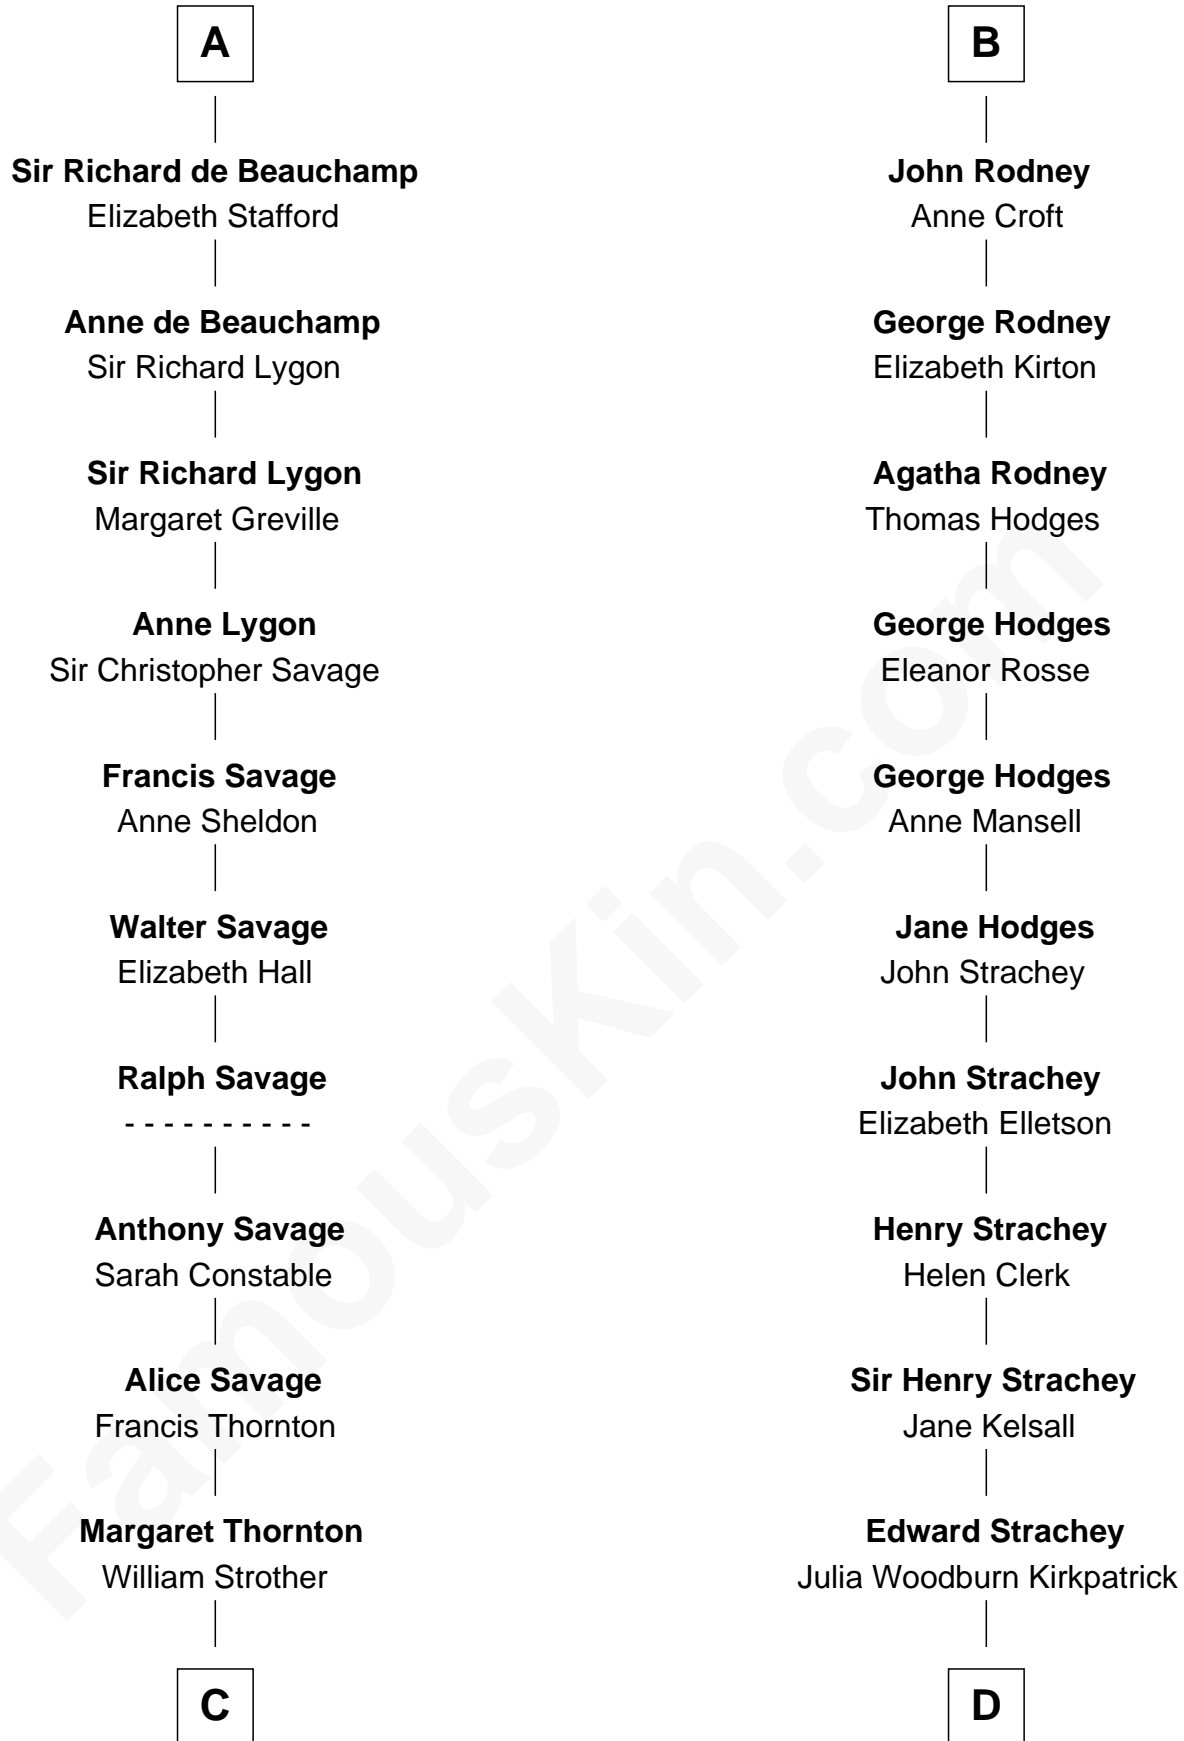 A
Sir Richard de Beauchamp
Elizabeth Stafford
Anne de Beauchamp
Sir Richard Lygon
Sir Richard Lygon
Margaret Greville
Anne Lygon
Sir Christopher Savage
Francis Savage
Anne Sheldon
Walter Savage
Elizabeth Hall
Ralph Savage
- - - - - - - - - -
Anthony Savage
Sarah Constable
Alice Savage
Francis Thornton
Margaret Thornton
William Strother
C
B
John Rodney
Anne Croft
George Rodney
Elizabeth Kirton
Agatha Rodney
Thomas Hodges
George Hodges
Eleanor Rosse
George Hodges
Anne Mansell
Jane Hodges
John Strachey
John Strachey
Elizabeth Elletson
Henry Strachey
Helen Clerk
Sir Henry Strachey
Jane Kelsall
Edward Strachey
Julia Woodburn Kirkpatrick
D
FamousKin.com